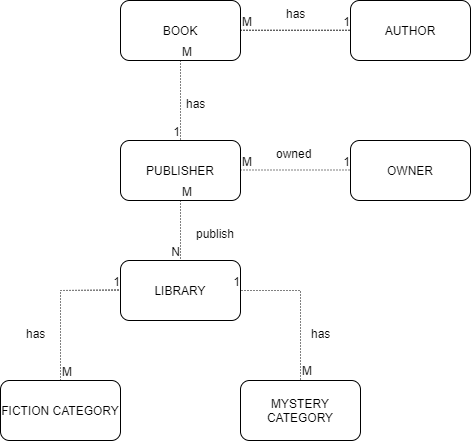 has
BOOK
M
1
AUTHOR
M
has
1
PUBLISHER
M
owned
1
OWNER
M
publish
N
LIBRARY
1
1
has
has
M
M
FICTION CATEGORY
MYSTERY
CATEGORY